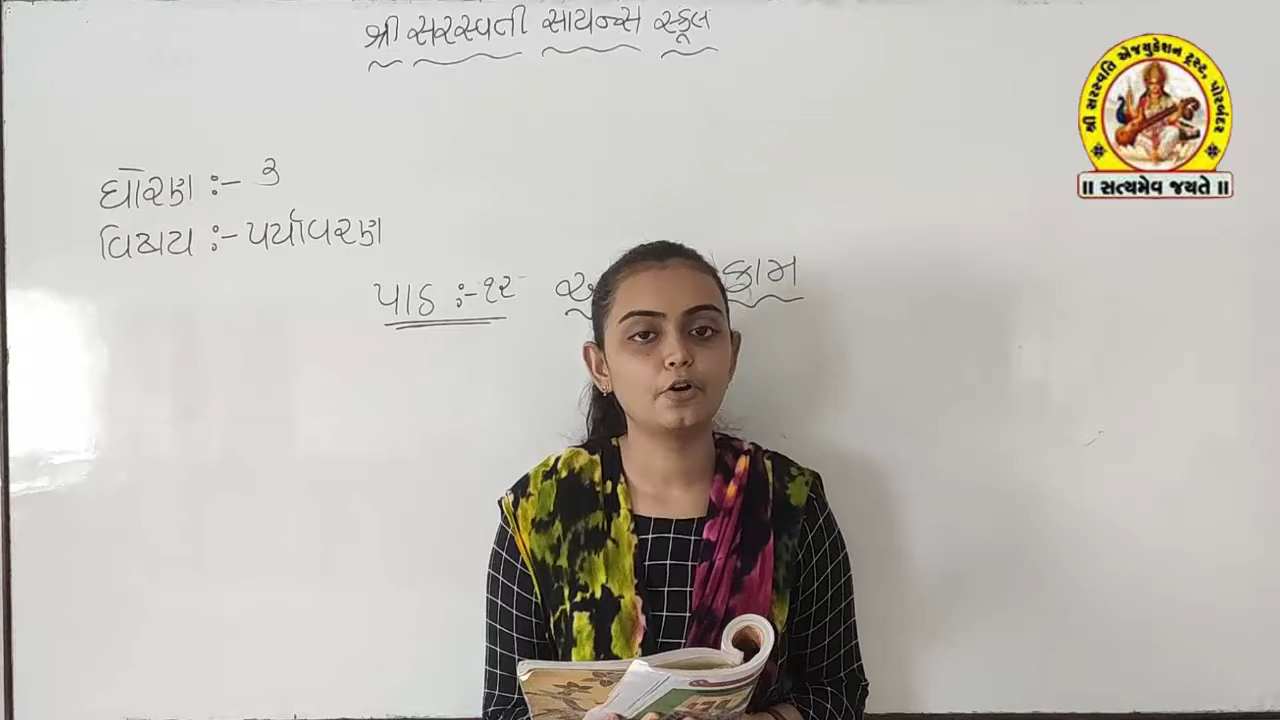 શ્રી સરસ્વતી સાયન્સ સ્કૂલ
શ્રી સરસ્વતિ એજ્યુકેશન ટ્રસ્ટ, પોરબંદર
॥ સત્યમેવ જયતે ॥
ધોરણ :- ૩
વિષય :- પર્યાવરણ
પાઠ :- ૧૨ કામ